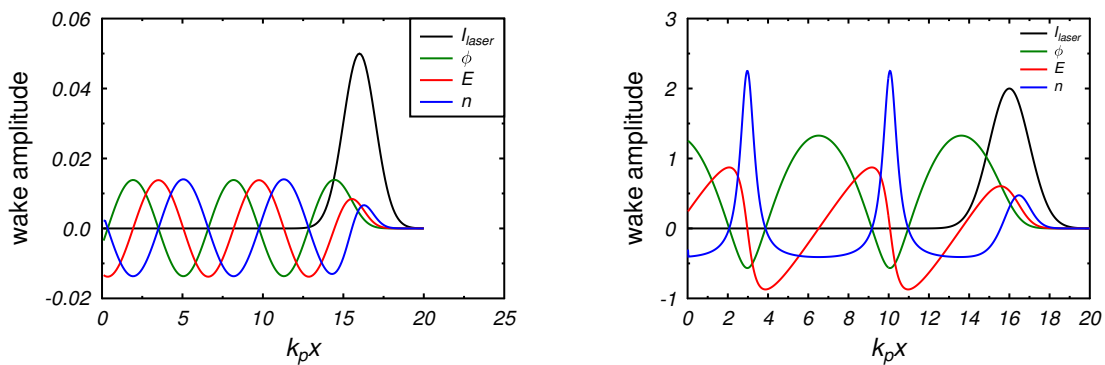 0.06
0.04
0.02
0.0
-0.02
0
5
10
15
20
25
wake amplitude
k_p x
I_laser
ϕ
E
n
3
2
1
0
-1
0
2
4
6
8
10
12
14
16
18
20
wake amplitude
k_p x
I_laser
ϕ
E
n